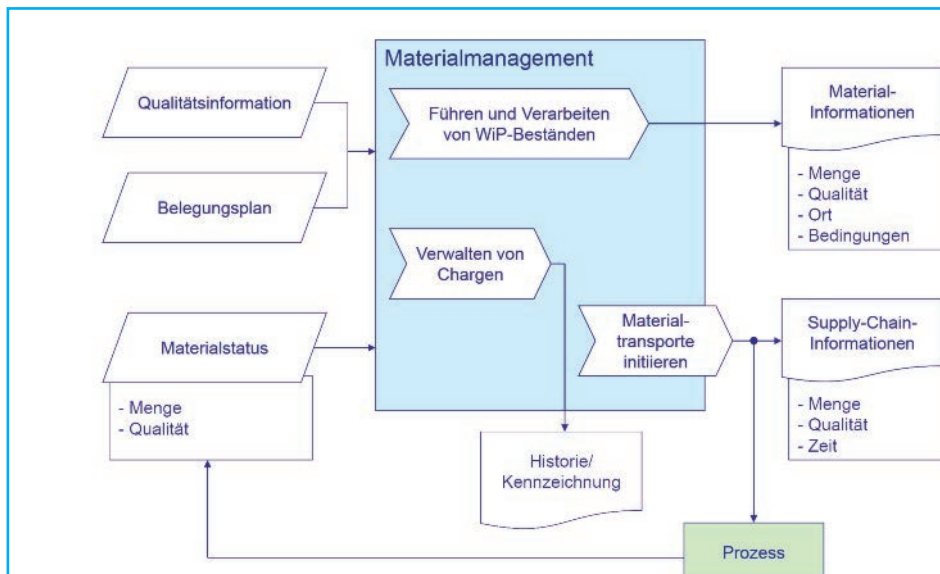 Materialmanagement
Qualitätsinformation
Belegungsplan
Führen und Verarbeiten
von WiP-Beständen
Material-
Informationen
- Menge
- Qualität
- Ort
- Bedingungen
Verwalten von
Chargen
Materialstatus
- Menge
- Qualität
Material-
transporte
initiieren
Supply-Chain-
Informationen
- Menge
- Qualität
- Zeit
Historie/
Kennzeichnung
Prozess